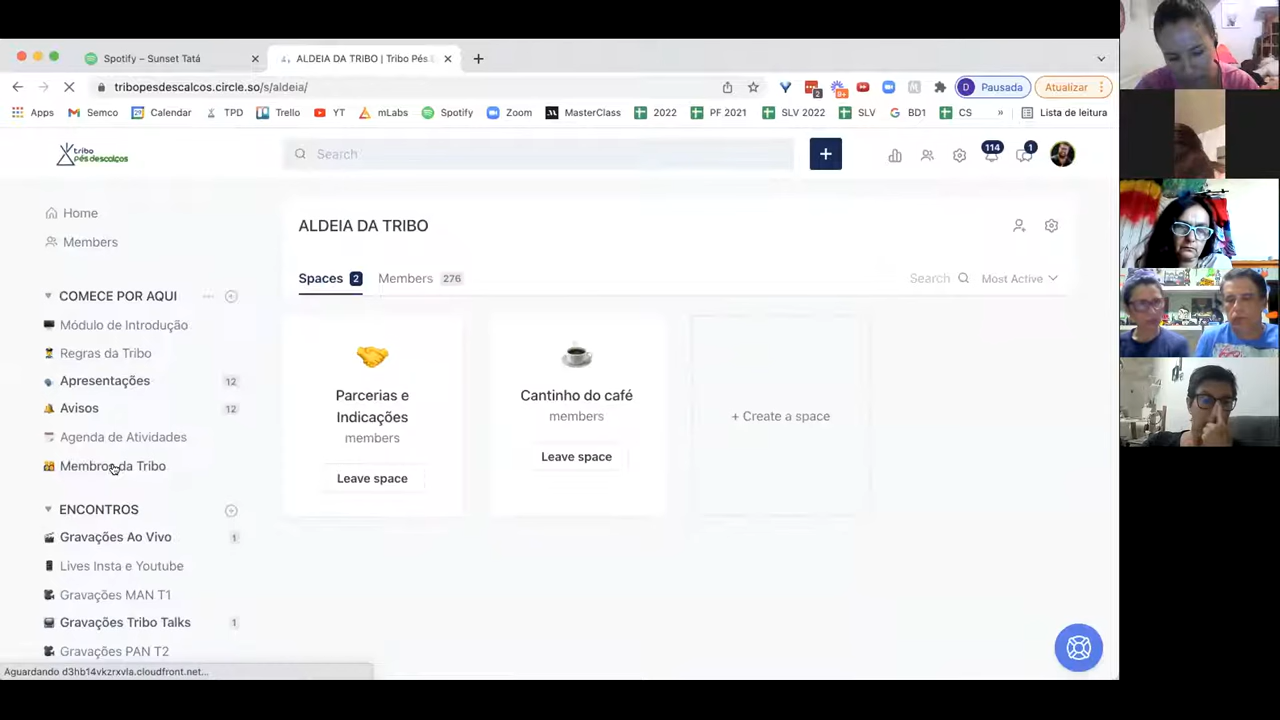 Spotify – Sunset Tatá
ALDEIA DA TRIBO | Tribo Pés
tribopesdescalcos.circle.so/s/aldeia/
2
9+
M
D Pausada
Atualizar
Apps
Semco
Calendar
TPD
Trello
YT
mLabs
Spotify
Zoom
MasterClass
2022
PF 2021
SLV 2022
SLV
BD1
CS
»
Lista de leitura
tribo
pés descalços
Search
+
114
1
Home
Members
COMECE POR AQUI
Módulo de Introdução
Regras da Tribo
Apresentações 12
Avisos 12
Agenda de Atividades
Membros da Tribo
ENCONTROS
Gravações Ao Vivo 1
Lives Insta e Youtube
Gravações MAN T1
Gravações Tribo Talks 1
Gravações PAN T2
ALDEIA DA TRIBO
Spaces 2
Members 276
Search
Most Active
Parcerias e
Indicações
members
Leave space
Cantinho do café
members
Leave space
+ Create a space
Aguardando d3hb14vkzrxvla.cloudfront.net...